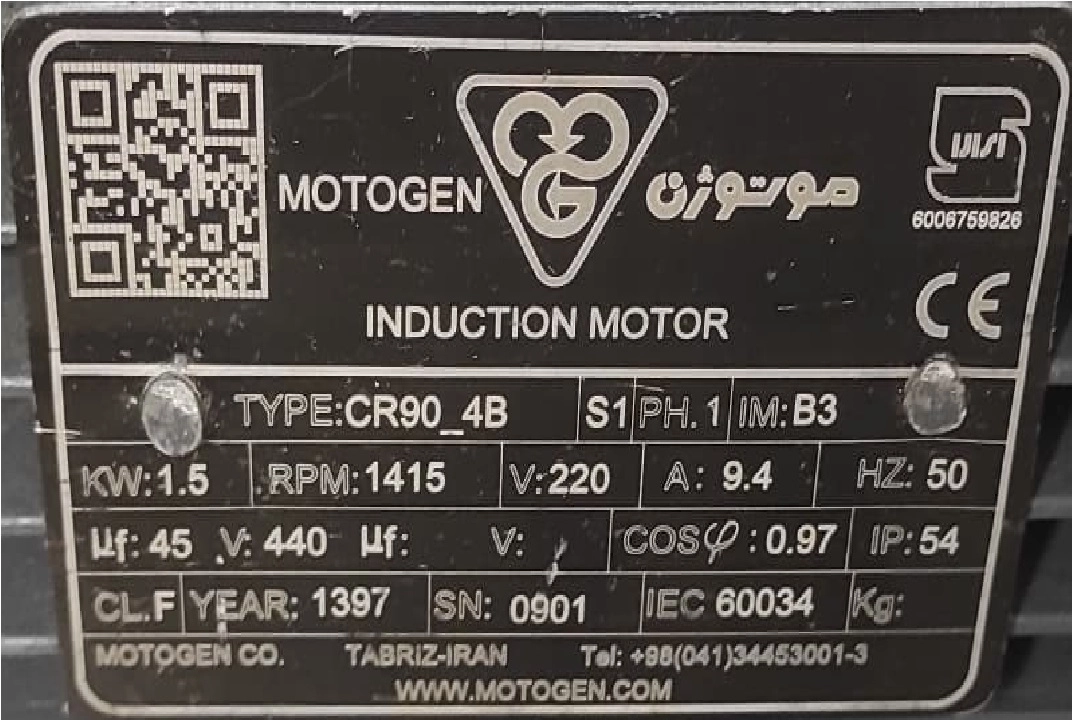 MOTOGEN موتوژن
6006759826
CE
INDUCTION MOTOR
TYPE:CR90_4B S1 PH. 1 IM: B3
KW:1.5 RPM: 1415 V:220 A: 9.4 HZ: 50
µf: 45 V: 440 µf: V: COSφ : 0.97 IP: 54
CL.F YEAR: 1397 SN: 0901 IEC 60034 Kg:
MOTOGEN CO. TABRIZ-IRAN Tel: +98(041)34453001-3
WWW.MOTOGEN.COM